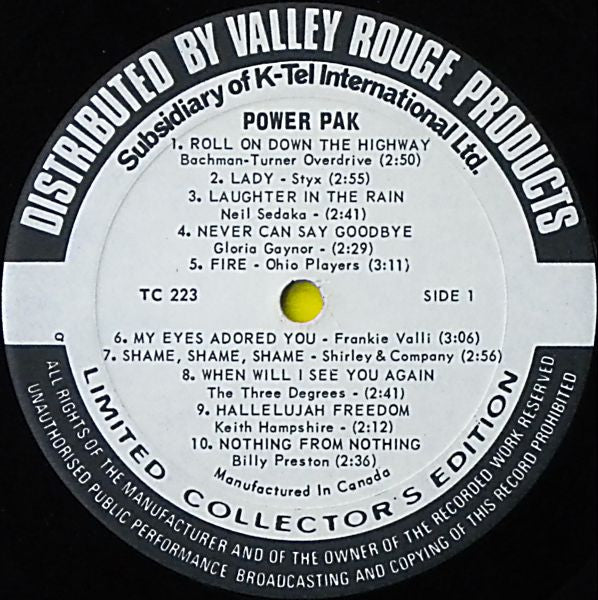 DISTRIBUTED BY VALLEY ROUGE PRODUCTS
Subsidiary of K-Tel International Ltd.
POWER PAK
1. ROLL ON DOWN THE HIGHWAY
Bachman-Turner Overdrive (2:50)
2. LADY - Styx (2:55)
3. LAUGHTER IN THE RAIN
Neil Sedaka - (2:41)
4. NEVER CAN SAY GOODBYE
Gloria Gaynor - (2:29)
5. FIRE - Ohio Players (3:11)
TC 223
SIDE 1
6. MY EYES ADORED YOU - Frankie Valli (3:06)
7. SHAME, SHAME, SHAME - Shirley & Company (2:56)
8. WHEN WILL I SEE YOU AGAIN
The Three Degrees - (2:41)
9. HALLELUJAH FREEDOM
Keith Hampshire - (2:12)
10. NOTHING FROM NOTHING
Billy Preston (2:36)
Manufactured In Canada
LIMITED COLLECTOR'S EDITION
ALL RIGHTS OF THE MANUFACTURER AND OF THE OWNER OF THE RECORDED WORK RESERVED
UNAUTHORISED PUBLIC PERFORMANCE BROADCASTING AND COPYING OF THIS RECORD PROHIBITED